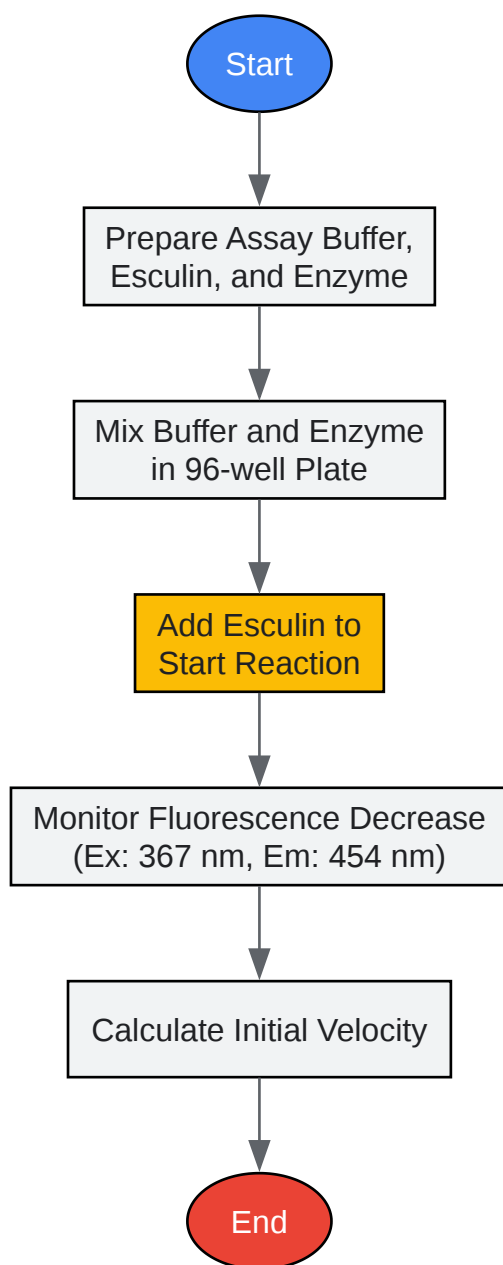 Start
Prepare Assay Buffer,
Esculin, and Enzyme
Mix Buffer and Enzyme
in 96-well Plate
Add Esculin to
Start Reaction
Monitor Fluorescence Decrease
(Ex: 367 nm, Em: 454 nm)
Calculate Initial Velocity
End